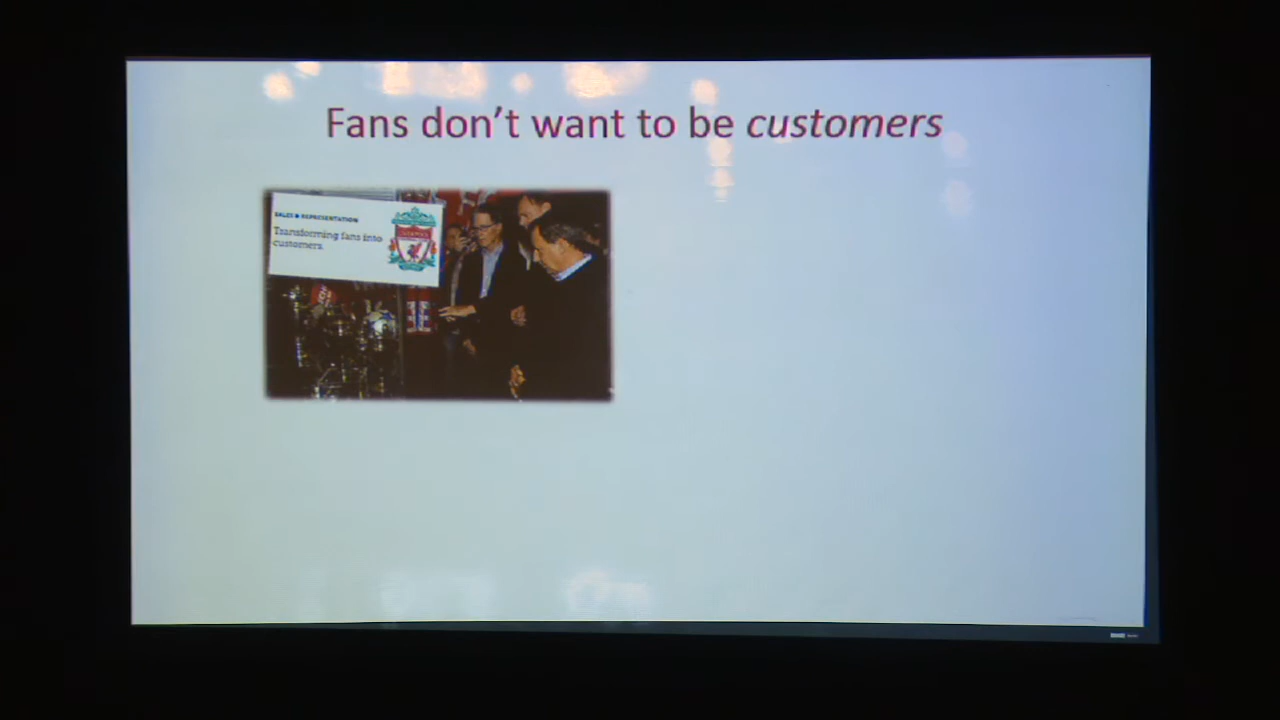 Fans don't want to be customers
SALES & REPRESENTATION
Transforming fans into
customers